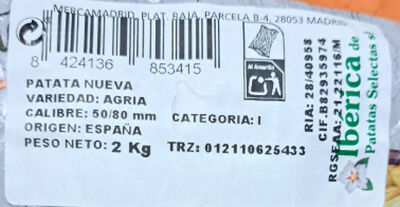 MERCAMADRID, PLAT. BAJA, PARCELA B-4, 28053 MADRID
8 424136 853415
Al Amarillo
PATATA NUEVA
VARIEDAD: AGRIA
CALIBRE: 50/80 mm CATEGORIA: I
ORIGEN: ESPAÑA
PESO NETO: 2 Kg TRZ: 012110625433
RIA: 28/40958
CIF.B82935974
RGSEAA: 21.22116/M
Ibérica de
Patatas Selectas sl